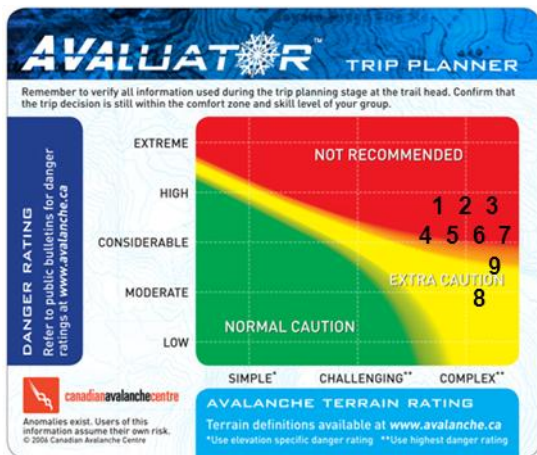 AVALUATOR™ TRIP PLANNER
Remember to verify all information used during the trip planning stage at the trail head. Confirm that
the trip decision is still within the comfort zone and skill level of your group.
DANGER RATING
Refer to public bulletins for danger
ratings at www.avalanche.ca
EXTREME
HIGH
CONSIDERABLE
MODERATE
LOW
NOT RECOMMENDED
1 2 3
4 5 6 7
9
EXTRA CAUTION
8
NORMAL CAUTION
SIMPLE* CHALLENGING** COMPLEX**
canadianavalanchecentre
Anomalies exist. Users of this
information assume their own risk.
© 2006 Canadian Avalanche Centre
AVALANCHE TERRAIN RATING
Terrain definitions available at www.avalanche.ca
*Use elevation specific danger rating **Use highest danger rating